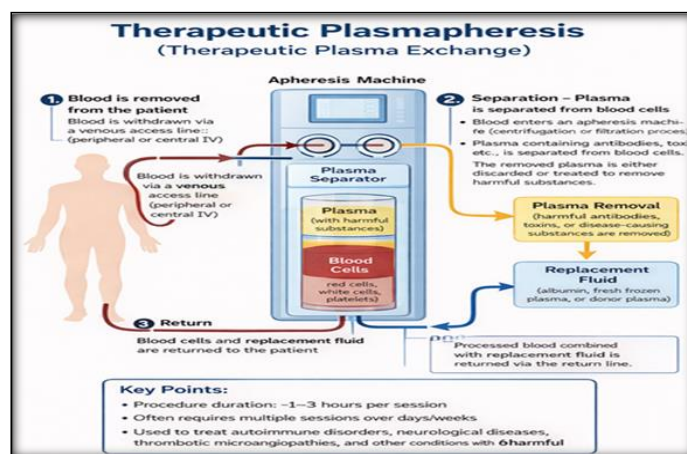 Therapeutic Plasmapheresis
(Therapeutic Plasma Exchange)
Apheresis Machine
1. Blood is removed
from the patient
Blood is withdrawn via
a venous access line::
(peripheral or central IV)
Blood is withdrawn
via a venous
access line
(peripheral or
central IV)
Plasma
Separator
Plasma
(with harmful
substances)
Blood
Cells
red cells,
white cells,
platelets)
2. Separation – Plasma
is separated from blood cells
• Blood enters an apheresis machi-
fe (centrifugation or filtration proces
• Plasma containing antibodies, toxi
etc., is separated from blood cells.
The removed plasma is either
discarded or treated to remove
harmful substances.
Plasma Removal
(harmful antibodies,
toxins, or disease-causing
substances are removed)
Replacement
Fluid
(albumin, fresh frozen
plasma, or donor plasma)
3 Return
Blood cells and replacement fluid
are returned to the patient
Processed blood combined
with replacement fluid is
returned via the return line.
Key Points:
• Procedure duration: ~1–3 hours per session
• Often requires multiple sessions over days/weeks
• Used to treat autoimmune disorders, neurological diseases,
thrombotic microangiopathies, and other conditions with 6harmful